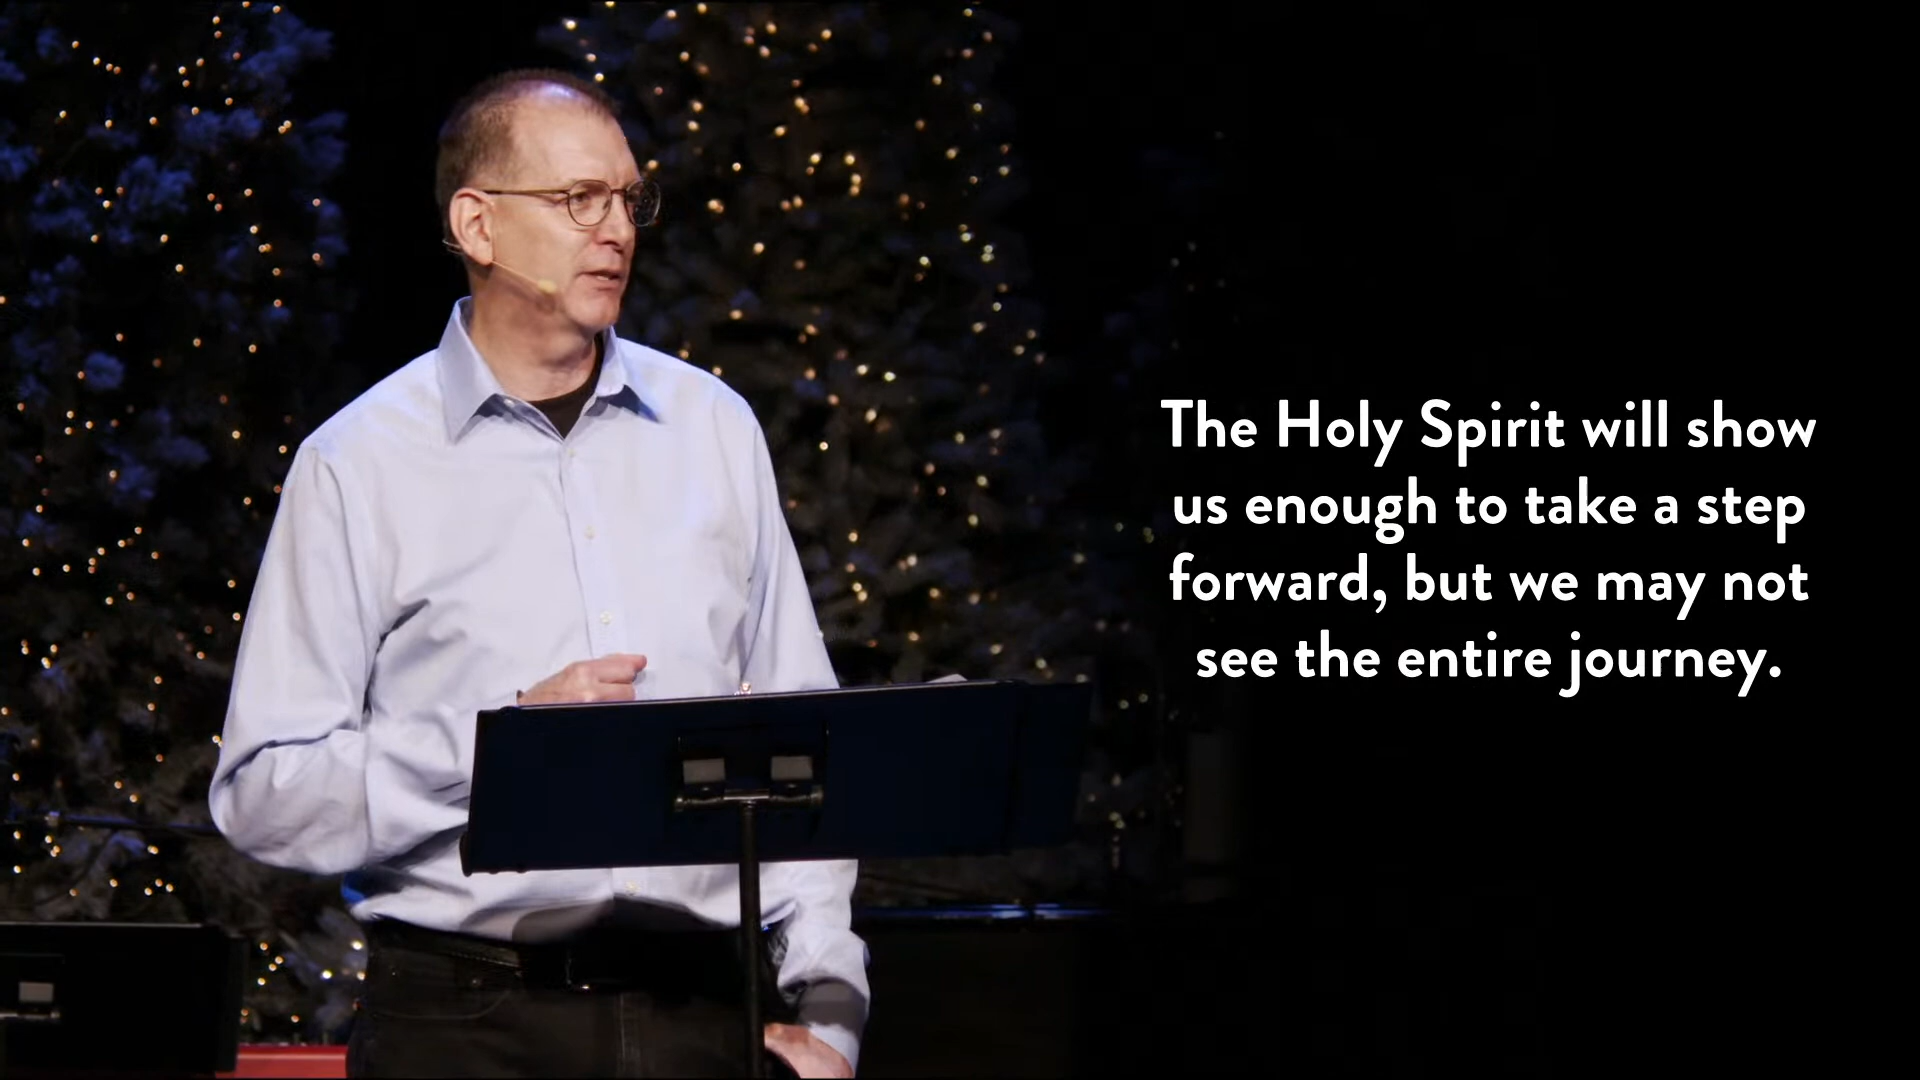 The Holy Spirit will show
us enough to take a step
forward, but we may not
see the entire journey.